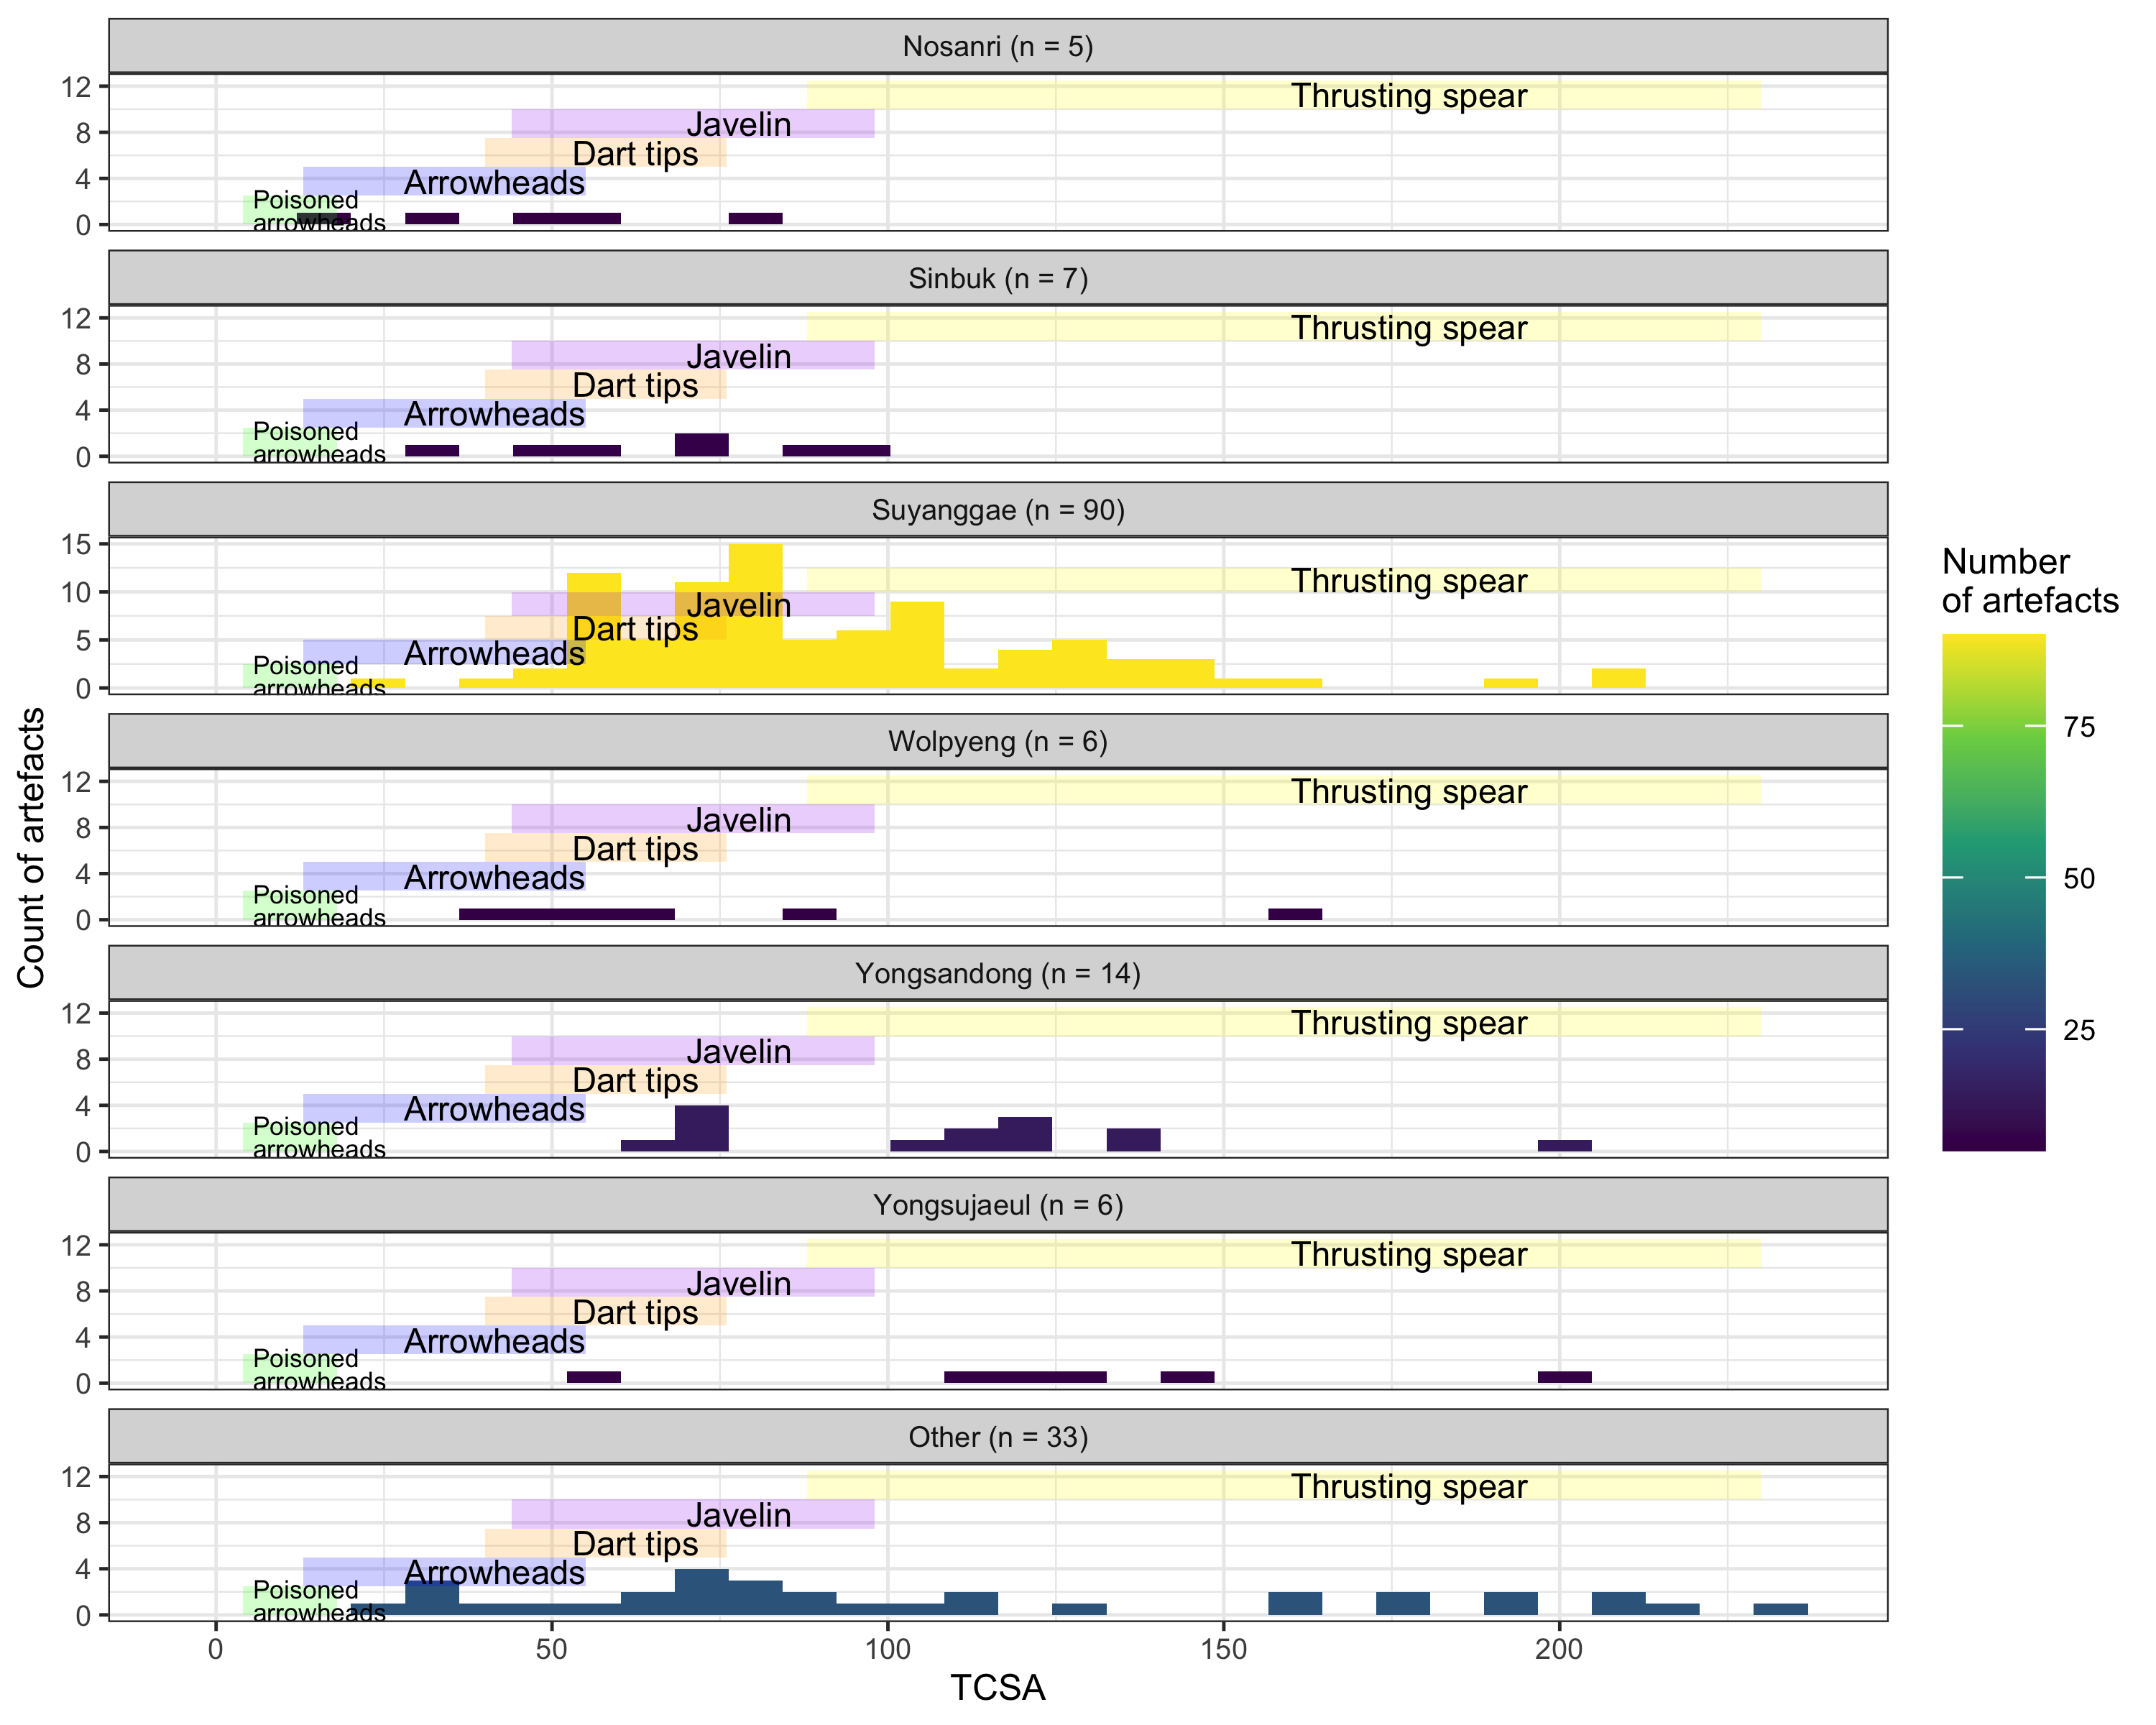 Nosanri (n = 5)
12
8
4
0
Thrusting spear
Javelin
Dart tips
Arrowheads
Poisoned
arrowheads
Sinbuk (n = 7)
12
8
4
0
Thrusting spear
Javelin
Dart tips
Arrowheads
Poisoned
arrowheads
Suyanggae (n = 90)
15
10
5
0
Thrusting spear
Javelin
Dart tips
Arrowheads
Poisoned
arrowheads
Wolpyeng (n = 6)
12
8
4
0
Thrusting spear
Javelin
Dart tips
Arrowheads
Poisoned
arrowheads
Yongsandong (n = 14)
12
8
4
0
Thrusting spear
Javelin
Dart tips
Arrowheads
Poisoned
arrowheads
Yongsujaeul (n = 6)
12
8
4
0
Thrusting spear
Javelin
Dart tips
Arrowheads
Poisoned
arrowheads
Other (n = 33)
12
8
4
0
Thrusting spear
Javelin
Dart tips
Arrowheads
Poisoned
arrowheads
0 50 100 150 200
TCSA
Count of artefacts
Number
of artefacts
75
50
25